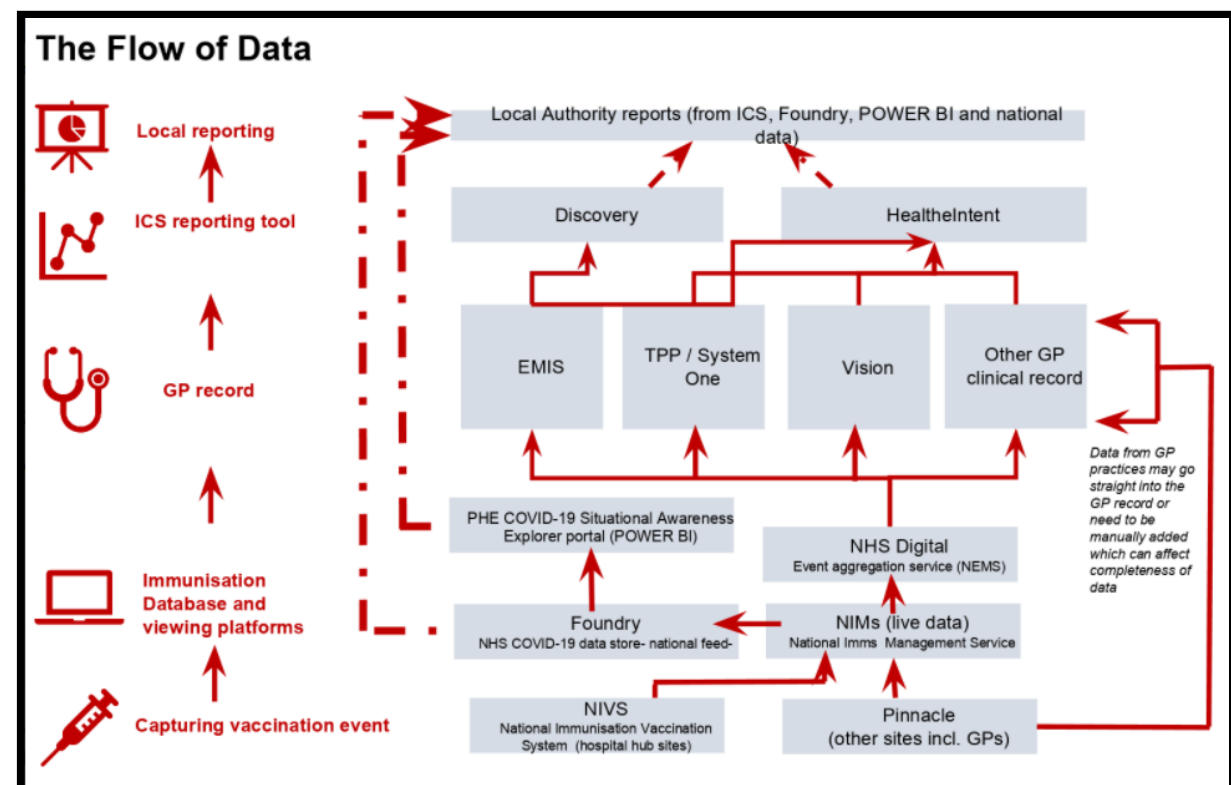 The Flow of Data
Local reporting
ICS reporting tool
GP record
Immunisation
Database and
viewing platforms
Capturing vaccination event
Local Authority reports (from ICS, Foundry, POWER BI and national
data)
Discovery
HealtheIntent
EMIS
TPP / System
One
Vision
Other GP
clinical record
Data from GP
practices may go
straight into the
GP record or
need to be
manually added
which can affect
completeness of
data
PHE COVID-19 Situational Awareness
Explorer portal (POWER BI)
NHS Digital
Event aggregation service (NEMS)
Foundry
NHS COVID-19 data store- national feed-
NIMs (live data)
National Imms Management Service
NIVS
National Immunisation Vaccination
System (hospital hub sites)
Pinnacle
(other sites incl. GPs)